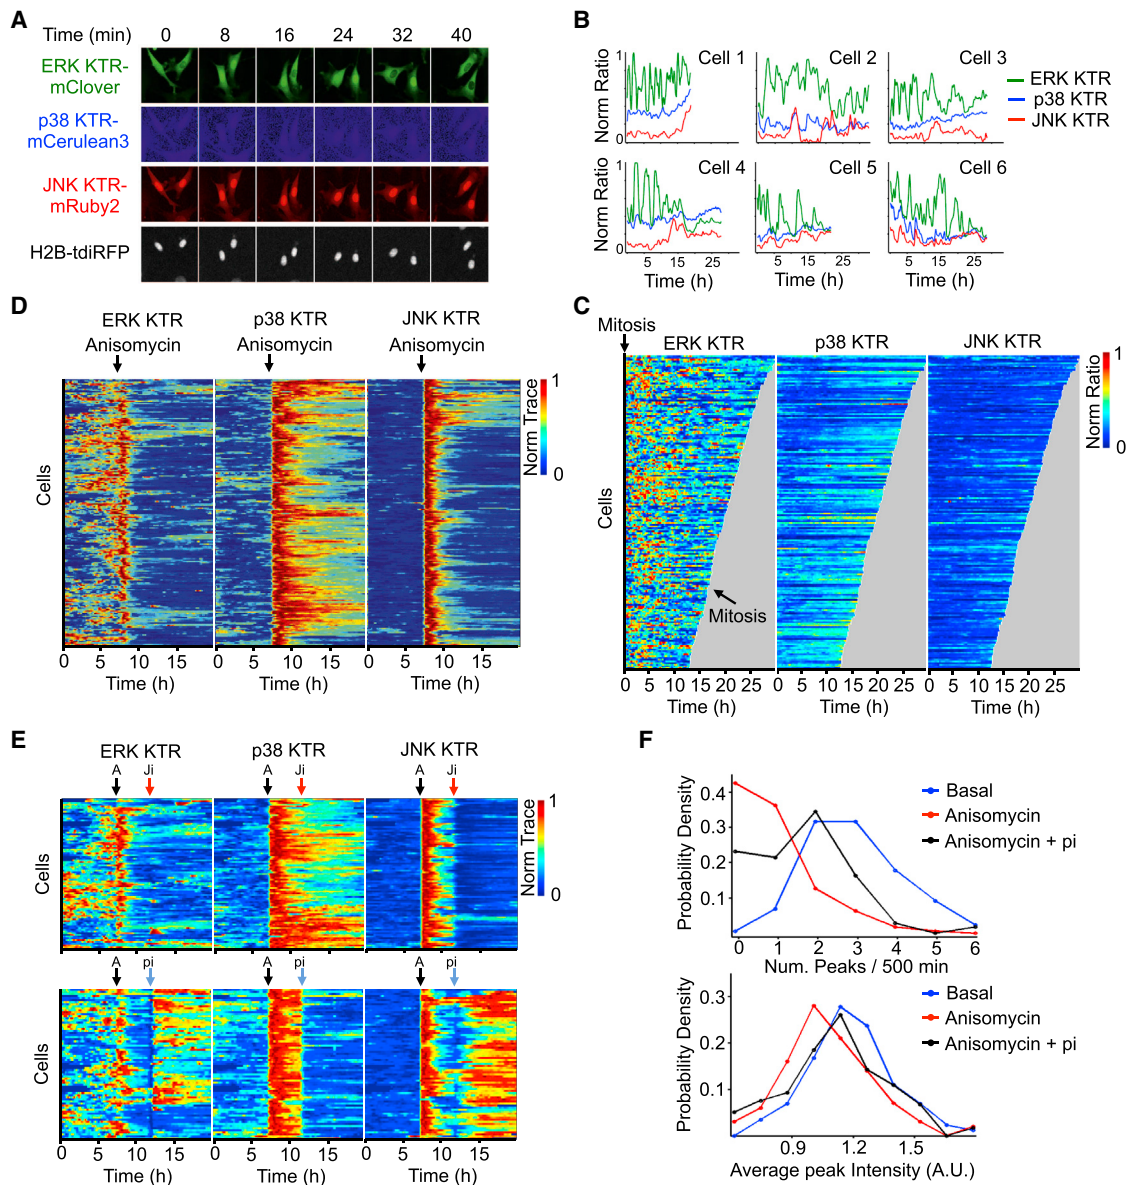 A
Time (min) 0 8 16 24 32 40
ERK KTR-
mClover
p38 KTR-
mCerulean3
JNK KTR-
mRuby2
H2B-tdiRFP
B
Norm Ratio
1
0
Cell 1
Cell 2
Cell 3
ERK KTR
p38 KTR
JNK KTR
Norm Ratio
1
0
Cell 4
Cell 5
Cell 6
5 15 25
5 15 25
5 15 25
Time (h)
Time (h)
Time (h)
D
ERK KTR
p38 KTR
JNK KTR
Anisomycin
Anisomycin
Anisomycin
Cells
1
Norm Trace
0
0 5 10 15
0 5 10 15
0 5 10 15
Time (h)
Time (h)
Time (h)
C
Mitosis
ERK KTR
p38 KTR
JNK KTR
1
Norm Ratio
0
Cells
Mitosis
0 5 10 15 20 25
0 5 10 15 20 25
0 5 10 15 20 25
Time (h)
Time (h)
Time (h)
E
ERK KTR
p38 KTR
JNK KTR
A Ji
A Ji
A Ji
Cells
1
Norm Trace
0
A pi
A pi
A pi
Cells
0 5 10 15
0 5 10 15
0 5 10 15
Time (h)
Time (h)
Time (h)
F
Probability Density
0.4
0.3
0.2
0.1
Basal
Anisomycin
Anisomycin + pi
0 1 2 3 4 5 6
Num. Peaks / 500 min
Probability Density
0.3
0.2
0.1
Basal
Anisomycin
Anisomycin + pi
0.9 1.2 1.5
Average peak Intensity (A.U.)